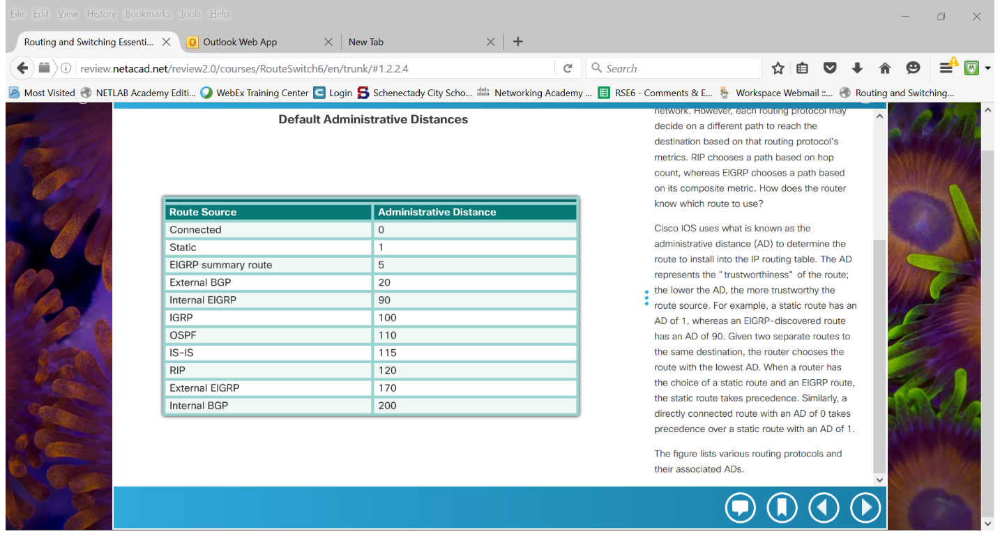 File Edit View History Bookmarks Tools Help
Routing and Switching Essenti... Outlook Web App New Tab
review.netacad.net/review2.0/courses/RouteSwitch6/en/trunk/#1.2.2.4 Search
Most Visited NETLAB Academy Editi... WebEx Training Center Login Schenectady City Scho... Networking Academy ... RSE6 - Comments & E... Workspace Webmail ::... Routing and Switching...
Default Administrative Distances
Route Source Administrative Distance
Connected 0
Static 1
EIGRP summary route 5
External BGP 20
Internal EIGRP 90
IGRP 100
OSPF 110
IS-IS 115
RIP 120
External EIGRP 170
Internal BGP 200
network. However, each routing protocol may
decide on a different path to reach the
destination based on that routing protocol's
metrics. RIP chooses a path based on hop
count, whereas EIGRP chooses a path based
on its composite metric. How does the router
know which route to use?
Cisco IOS uses what is known as the
administrative distance (AD) to determine the
route to install into the IP routing table. The AD
represents the "trustworthiness" of the route;
the lower the AD, the more trustworthy the
route source. For example, a static route has an
AD of 1, whereas an EIGRP-discovered route
has an AD of 90. Given two separate routes to
the same destination, the router chooses the
route with the lowest AD. When a router has
the choice of a static route and an EIGRP route,
the static route takes precedence. Similarly, a
directly connected route with an AD of 0 takes
precedence over a static route with an AD of 1.
The figure lists various routing protocols and
their associated ADs.